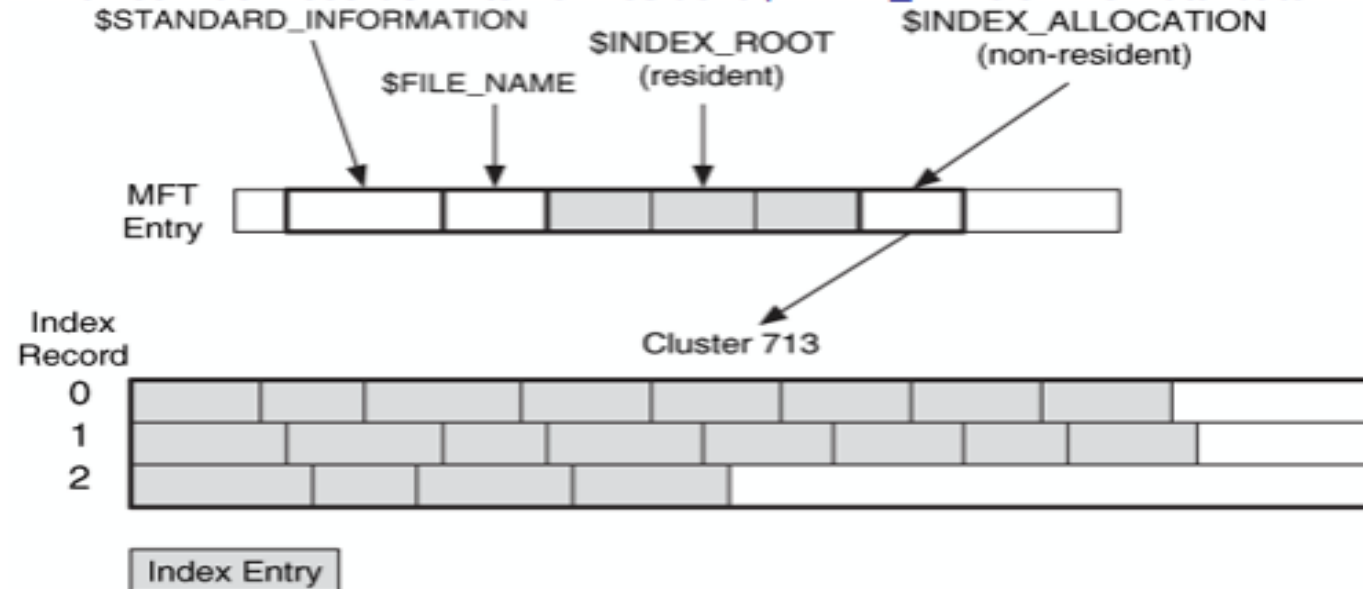 $STANDARD_INFORMATION
$FILE_NAME
$INDEX_ROOT
(resident)
$INDEX_ALLOCATION
(non-resident)
MFT
Entry
Cluster 713
Index
Record
0
1
2
Index Entry